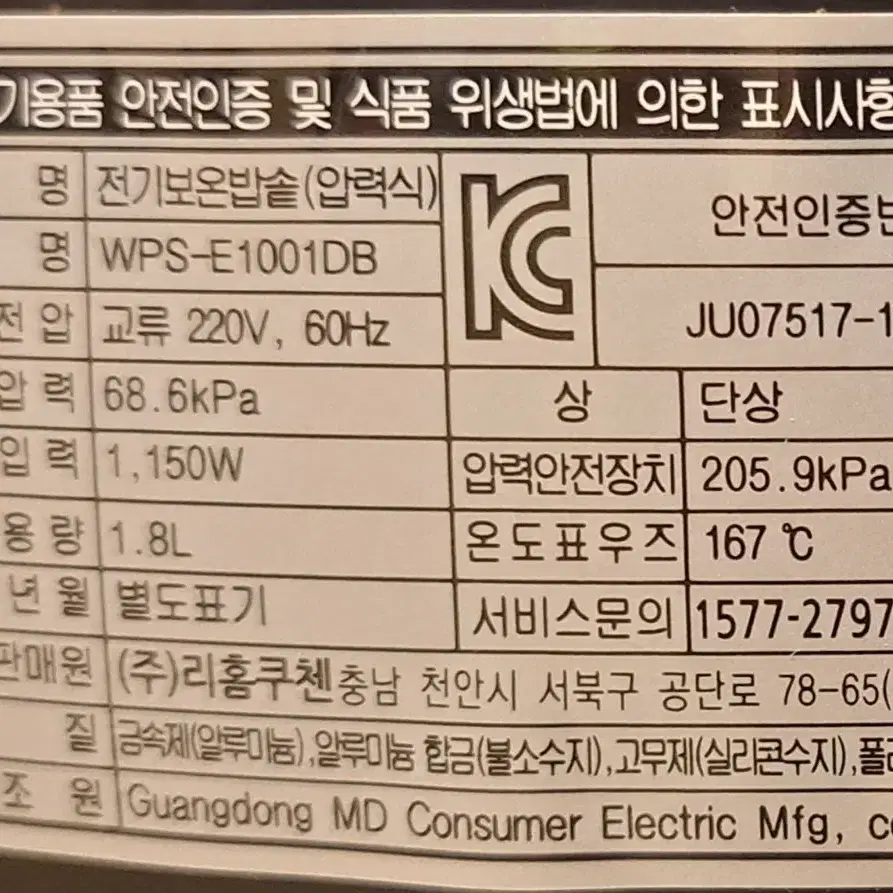 기용품 안전인증 및 식품 위생법에 의한 표시사항
명 전기보온밥솥(압력식)
KC
안전인증번
명 WPS-E1001DB
JU07517-1
전 압 교류 220V, 60Hz
압 력 68.6kPa 상 단상
입 력 1,150W 압력안전장치 205.9kPa
용 량 1.8L 온도표우즈 167 ℃
년 월 별도표기 서비스문의 1577-2797
판매원 (주)리홈쿠첸 충남 천안시 서북구 공단로 78-65(
질 금속제(알루미늄),알루미늄 합금(불소수지),고무제(실리콘수지),폴리
조 원 Guangdong MD Consumer Electric Mfg, co